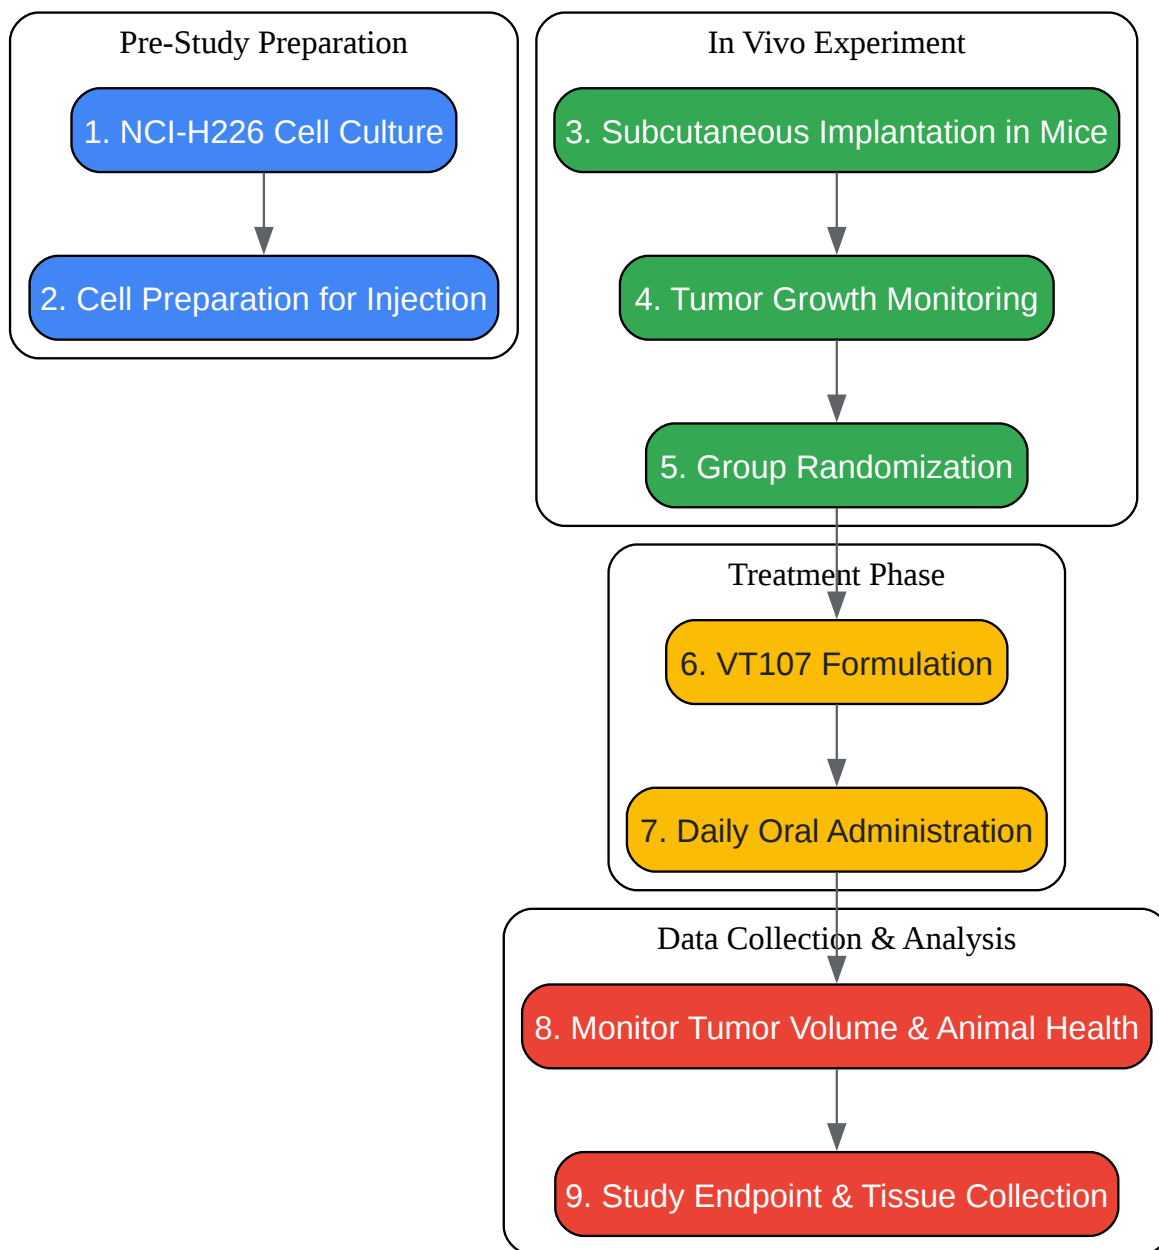 Pre-Study Preparation
1. NCI-H226 Cell Culture
2. Cell Preparation for Injection
In Vivo Experiment
3. Subcutaneous Implantation in Mice
4. Tumor Growth Monitoring
5. Group Randomization
Treatment Phase
6. VT107 Formulation
7. Daily Oral Administration
Data Collection & Analysis
8. Monitor Tumor Volume & Animal Health
9. Study Endpoint & Tissue Collection